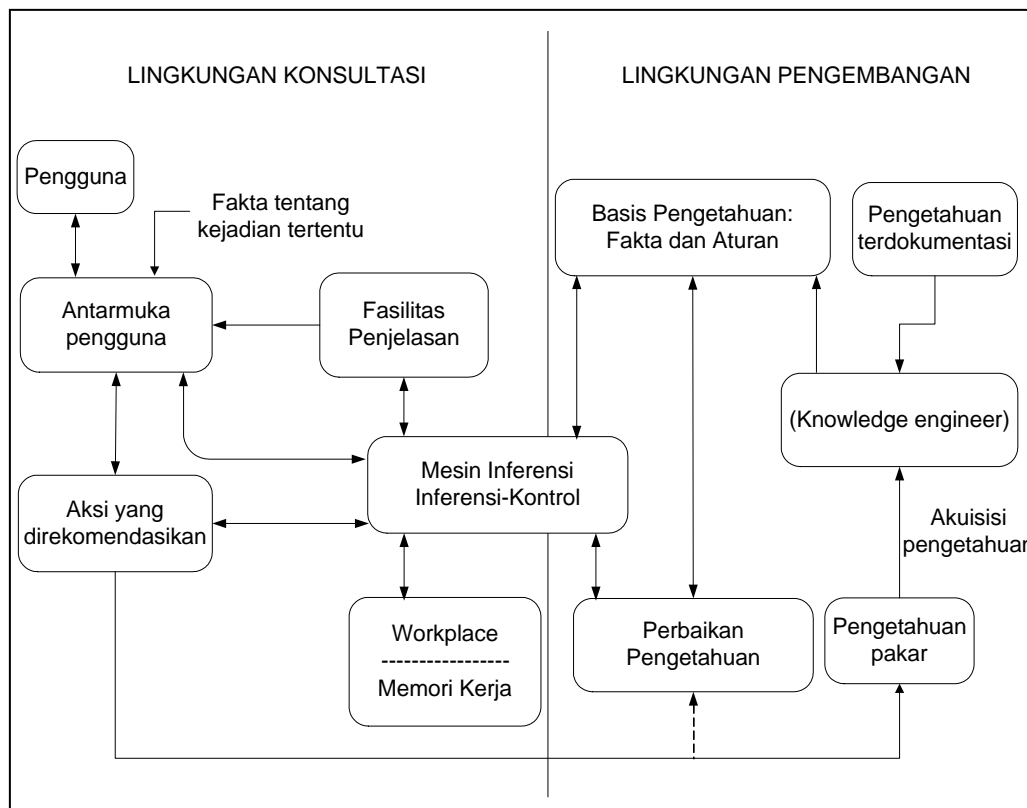 LINGKUNGAN KONSULTASI
LINGKUNGAN PENGEMBANGAN
Pengguna
Fakta tentang
kejadian tertentu
Antarmuka
pengguna
Fasilitas
Penjelasan
Basis Pengetahuan:
Fakta dan Aturan
Pengetahuan
terdokumentasi
(Knowledge engineer)
Mesin Inferensi
Inferensi-Kontrol
Aksi yang
direkomendasikan
Akuisisi
pengetahuan
Workplace
------------------
Memori Kerja
Perbaikan
Pengetahuan
Pengetahuan
pakar